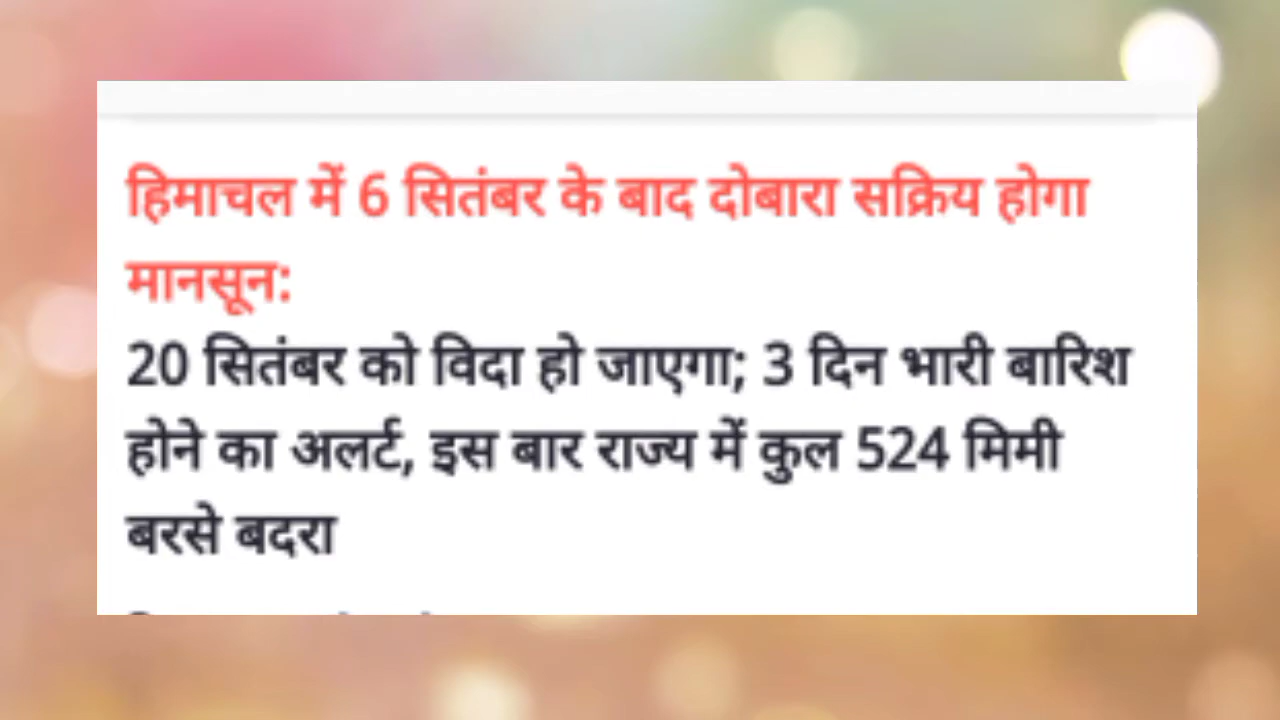 हिमाचल में 6 सितंबर के बाद दोबारा सक्रिय होगा
मानसून:
20 सितंबर को विदा हो जाएगा; 3 दिन भारी बारिश
होने का अलर्ट, इस बार राज्य में कुल 524 मिमी
बरसे बदरा